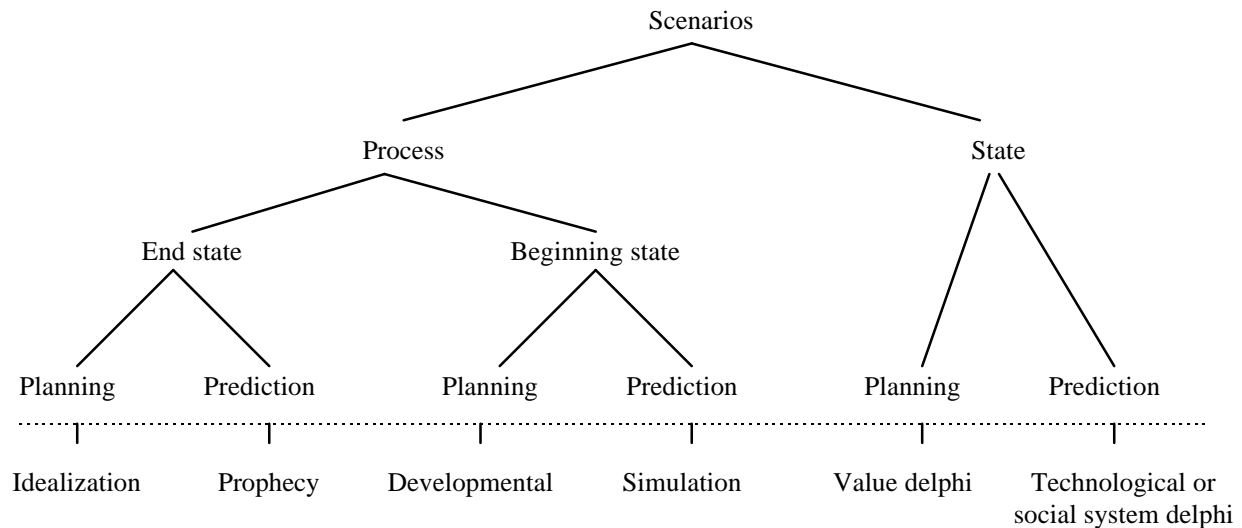 Scenarios
Process State
End state Beginning state
Planning Prediction Planning Prediction Planning Prediction
Idealization Prophecy Developmental Simulation Value delphi Technological or
social system delphi